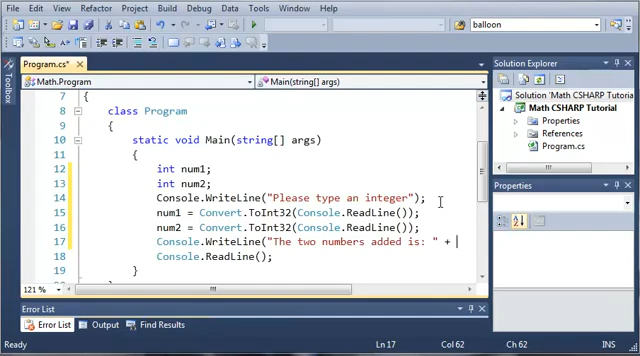 File Edit View Refactor Project Build Debug Data Tools Window Help
balloon
Program.cs*
Math.Program
Main(string[] args)
Toolbox
7 {
8 class Program
9 {
10 static void Main(string[] args)
11 {
12 int num1;
13 int num2;
14 Console.WriteLine("Please type an integer");
15 num1 = Convert.ToInt32(Console.ReadLine());
16 num2 = Convert.ToInt32(Console.ReadLine());
17 Console.WriteLine("The two numbers added is: " +
18 Console.ReadLine();
19 }
121 %
Solution Explorer
Solution 'Math CSHARP Tutorial
Math CSHARP Tutorial
Properties
References
Program.cs
Properties
Error List
Error List Output Find Results
Ready Ln 17 Col 62 Ch 62 INS